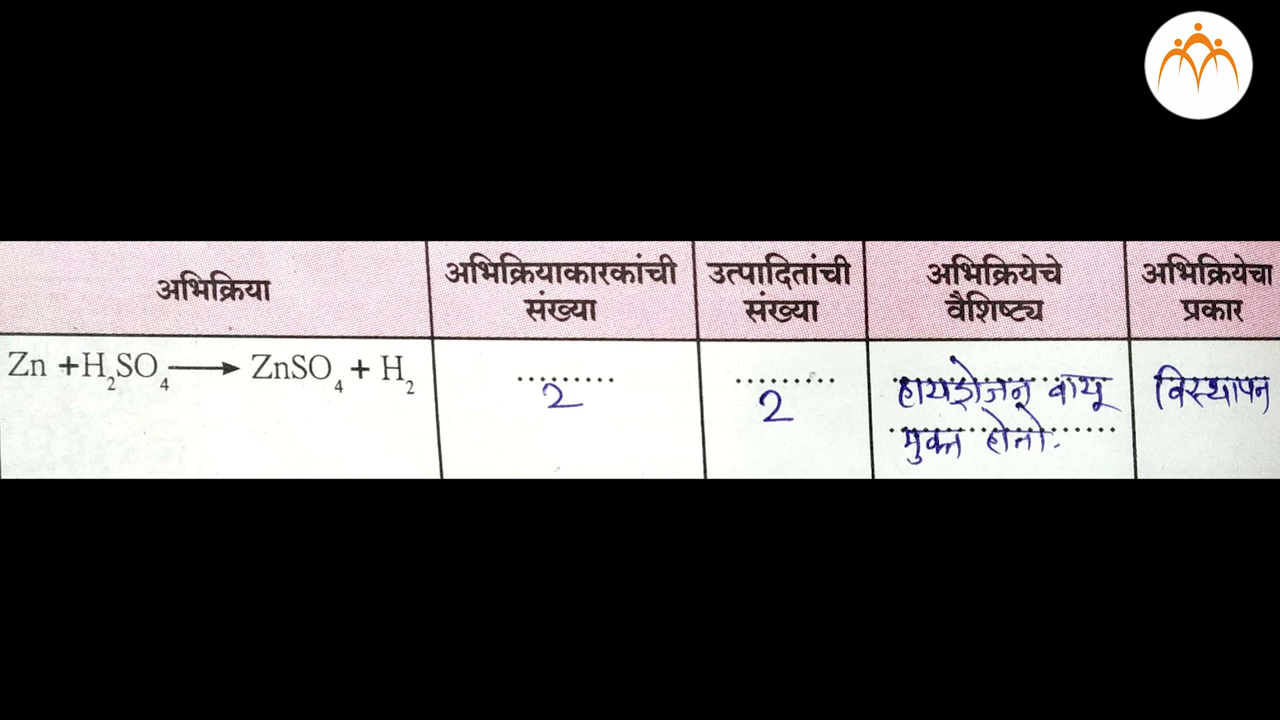 अभिक्रिया
अभिक्रियाकारकांची
संख्या
उत्पादितांची
संख्या
अभिक्रियेचे
वैशिष्ट्य
अभिक्रियेचा
प्रकार
Zn +H₂SO₄⟶ ZnSO₄ + H₂
..........
2
..........
2
हायड्रोजन वायू
मुक्त होतो.
विस्थापन